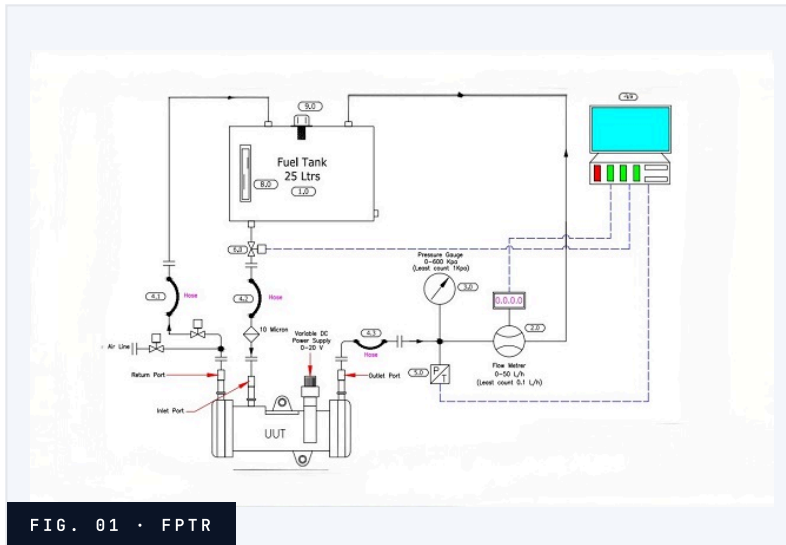 9.0
Fuel Tank
25 Ltrs
8.0
1.0
6.0
Pressure Gauge
0-600 Kpa
(Least count 1Kpa)
3.0
4.1
Hose
4.2
Hose
0.0.0.0
10 Micron
Variable DC
Power Supply
0-20 V
4.3
Hose
2.0
Air Line
Flow Metrer
0-50 L/h
(Least count 0.1 L/h)
Return Port
Outlet Port
5.0
P
T
Inlet Port
UUT
FIG. 01 · FPTR